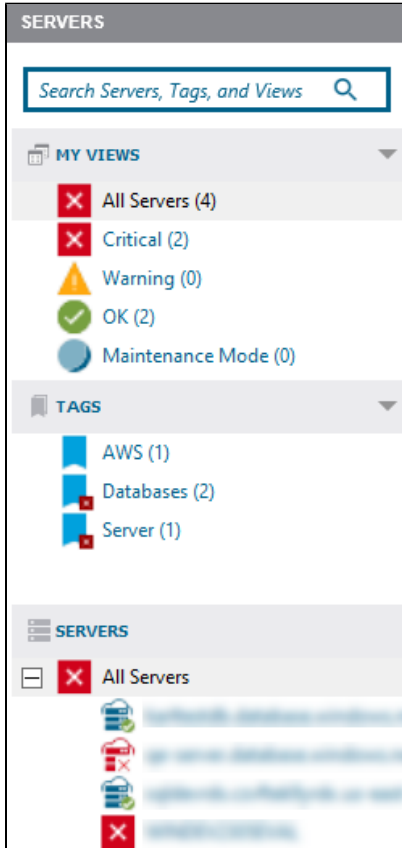 SERVERS
Search Servers, Tags, and Views
MY VIEWS
All Servers (4)
Critical (2)
Warning (0)
OK (2)
Maintenance Mode (0)
TAGS
AWS (1)
Databases (2)
Server (1)
SERVERS
All Servers